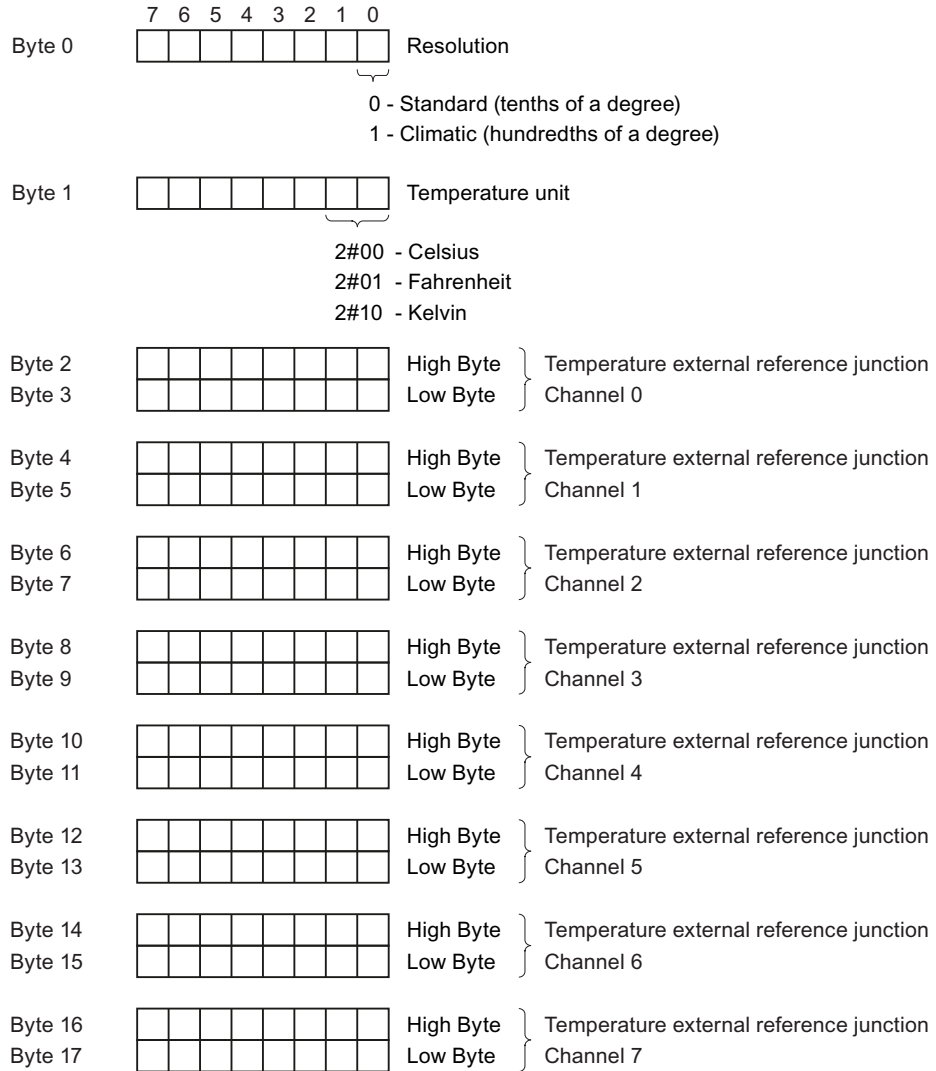 7 6 5 4 3 2 1 0
Byte 0 Resolution
0 - Standard (tenths of a degree)
1 - Climatic (hundredths of a degree)
Byte 1 Temperature unit
2#00 - Celsius
2#01 - Fahrenheit
2#10 - Kelvin
Byte 2 High Byte Temperature external reference junction
Byte 3 Low Byte Channel 0
Byte 4 High Byte Temperature external reference junction
Byte 5 Low Byte Channel 1
Byte 6 High Byte Temperature external reference junction
Byte 7 Low Byte Channel 2
Byte 8 High Byte Temperature external reference junction
Byte 9 Low Byte Channel 3
Byte 10 High Byte Temperature external reference junction
Byte 11 Low Byte Channel 4
Byte 12 High Byte Temperature external reference junction
Byte 13 Low Byte Channel 5
Byte 14 High Byte Temperature external reference junction
Byte 15 Low Byte Channel 6
Byte 16 High Byte Temperature external reference junction
Byte 17 Low Byte Channel 7